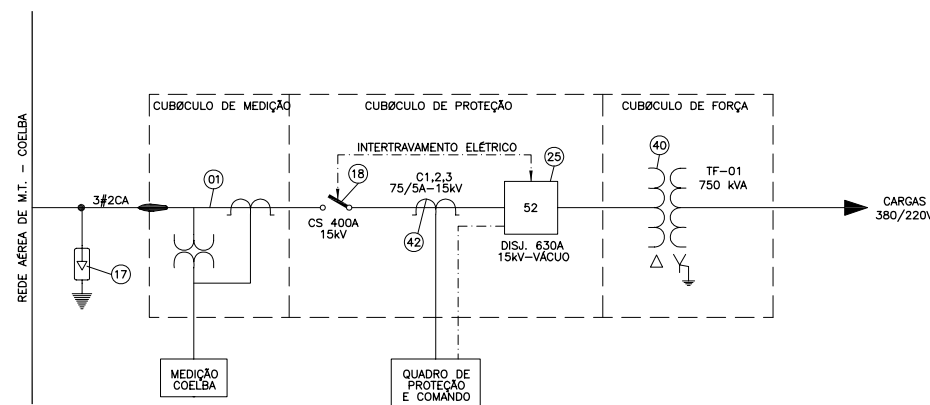 REDE AÉREA DE M.T. - COELBA
3#2CA
17
CUBØCULO DE MEDIÇÃO
01
MEDIÇÃO
COELBA
CUBØCULO DE PROTEÇÃO
INTERTRAVAMENTO ELÉTRICO
18
CS 400A
15kV
C1,2,3
75/5A-15kV
42
25
52
DISJ. 630A
15kV-VÁCUO
QUADRO DE
PROTEÇÃO
E COMANDO
CUBØCULO DE FORÇA
40
TF-01
750 kVA
CARGAS
380/220V